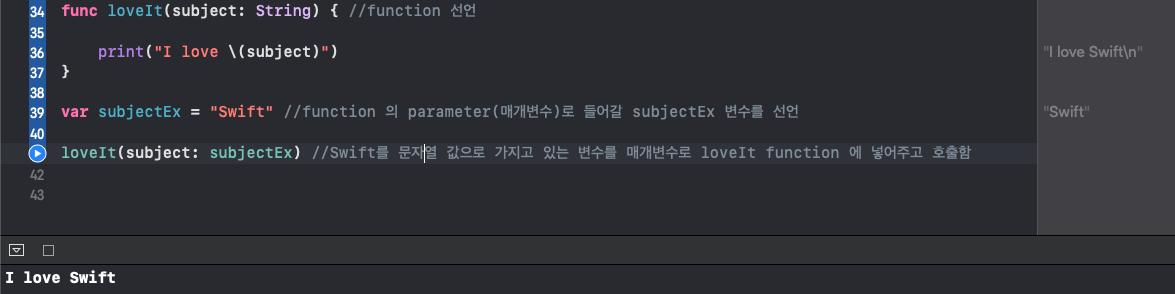 34 func loveIt(subject: String) { //function 선언
35
36 print("I love \(subject)") "I love Swift\n"
37 }
38
39 var subjectEx = "Swift" //function 의 parameter(매개변수)로 들어갈 subjectEx 변수를 선언 "Swift"
40
loveIt(subject: subjectEx) //Swift를 문자열 값으로 가지고 있는 변수를 매개변수로 loveIt function 에 넣어주고 호출함
42
43
I love Swift